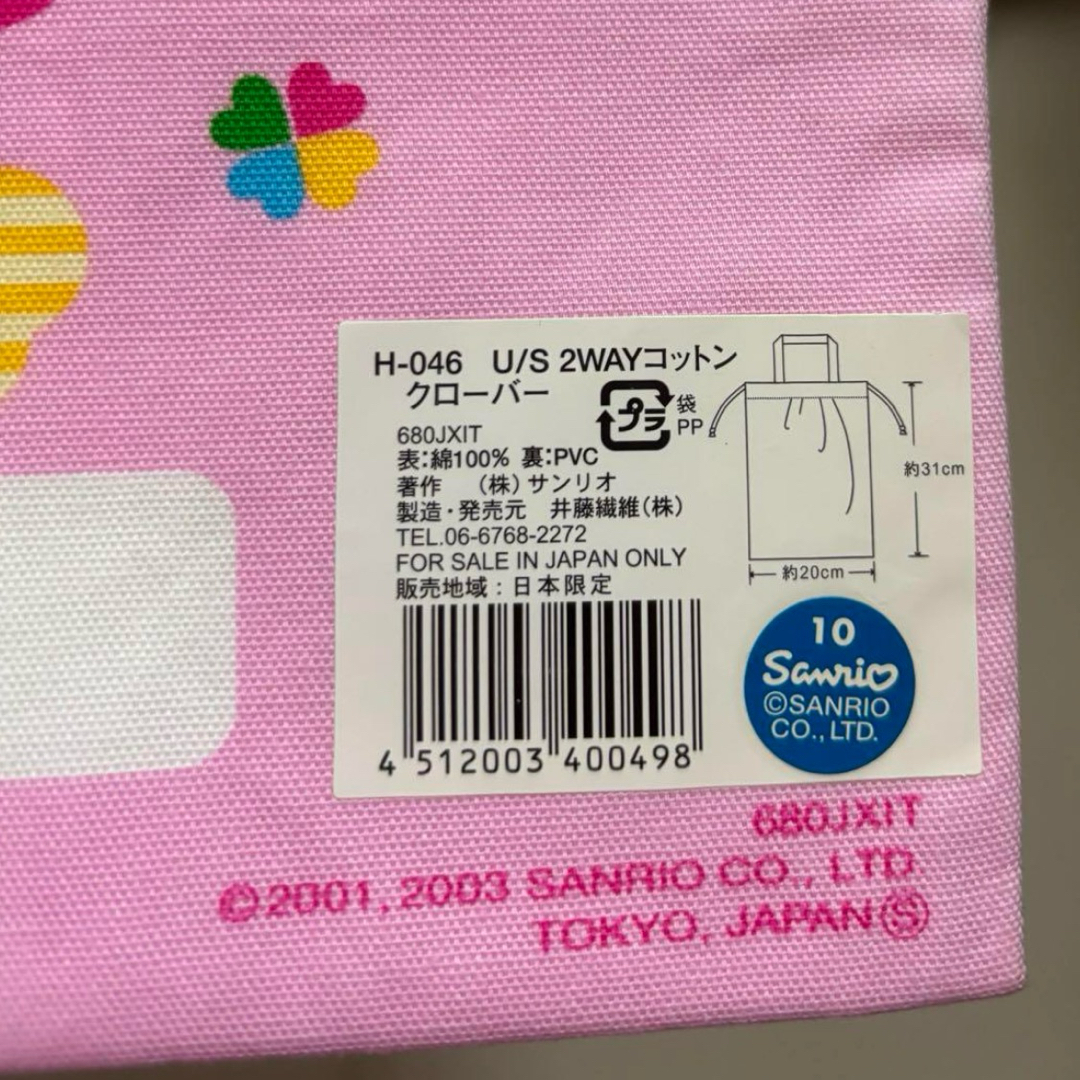 H-046 U/S 2WAYコットン
クローバー
プラ
袋
PP
680JXIT
表:綿100% 裏:PVC
著作 (株)サンリオ
製造・発売元 井藤繊維(株)
TEL.06-6768-2272
FOR SALE IN JAPAN ONLY
販売地域:日本限定
約31cm
約20cm
4 512003 400498
10
Sanrio
©SANRIO
CO., LTD.
680JXIT
©2001, 2003 SANRIO CO., LTD.
TOKYO, JAPAN Ⓢ